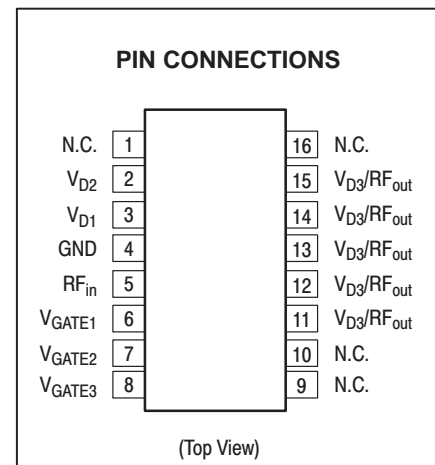 PIN CONNECTIONS
N.C. 1 16 N.C.
VD2 2 15 VD3/RFout
VD1 3 14 VD3/RFout
GND 4 13 VD3/RFout
RFin 5 12 VD3/RFout
VGATE1 6 11 VD3/RFout
VGATE2 7 10 N.C.
VGATE3 8 9 N.C.
(Top View)